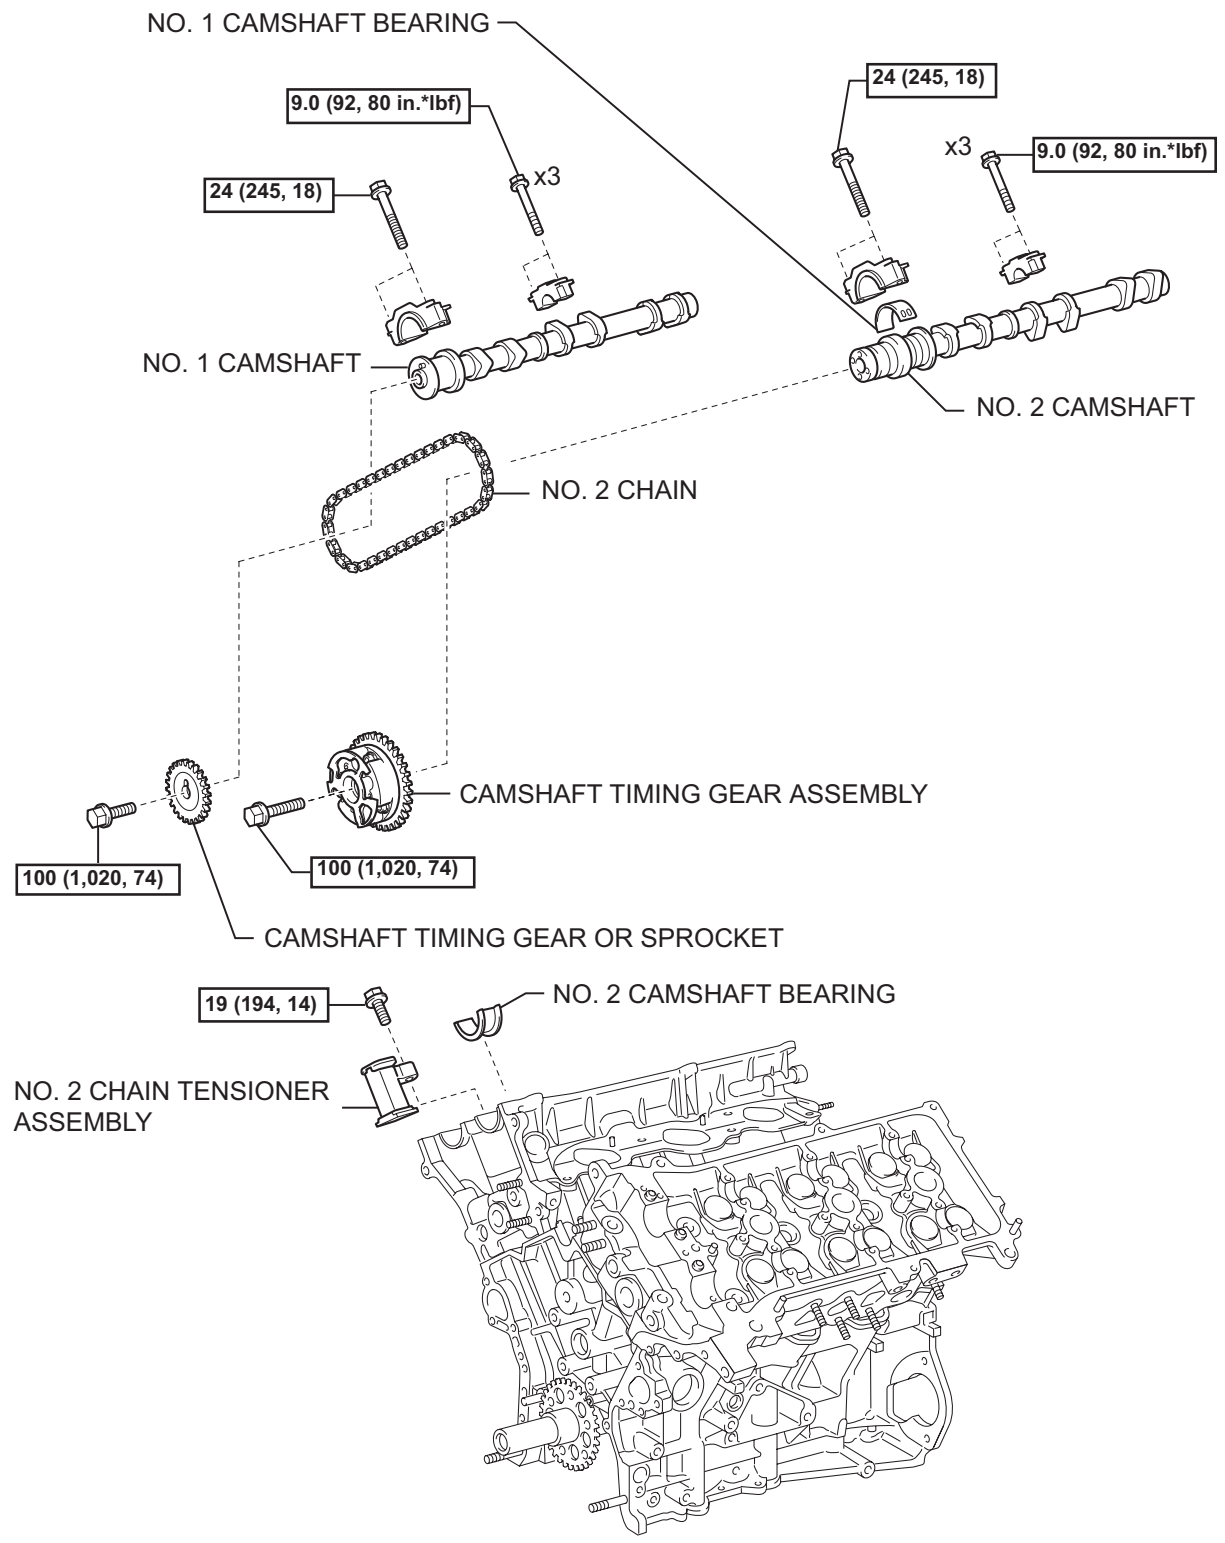 NO. 1 CAMSHAFT BEARING
24 (245, 18)
9.0 (92, 80 in.*lbf)
x3
9.0 (92, 80 in.*lbf)
x3
24 (245, 18)
NO. 1 CAMSHAFT
NO. 2 CAMSHAFT
NO. 2 CHAIN
CAMSHAFT TIMING GEAR ASSEMBLY
100 (1,020, 74)
100 (1,020, 74)
CAMSHAFT TIMING GEAR OR SPROCKET
19 (194, 14)
NO. 2 CAMSHAFT BEARING
NO. 2 CHAIN TENSIONER
ASSEMBLY